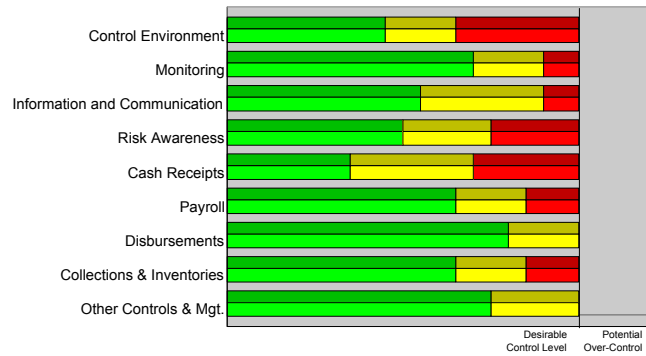 Control Environment
Monitoring
Information and Communication
Risk Awareness
Cash Receipts
Payroll
Disbursements
Collections & Inventories
Other Controls & Mgt.
Desirable Control Level
Potential Over-Control